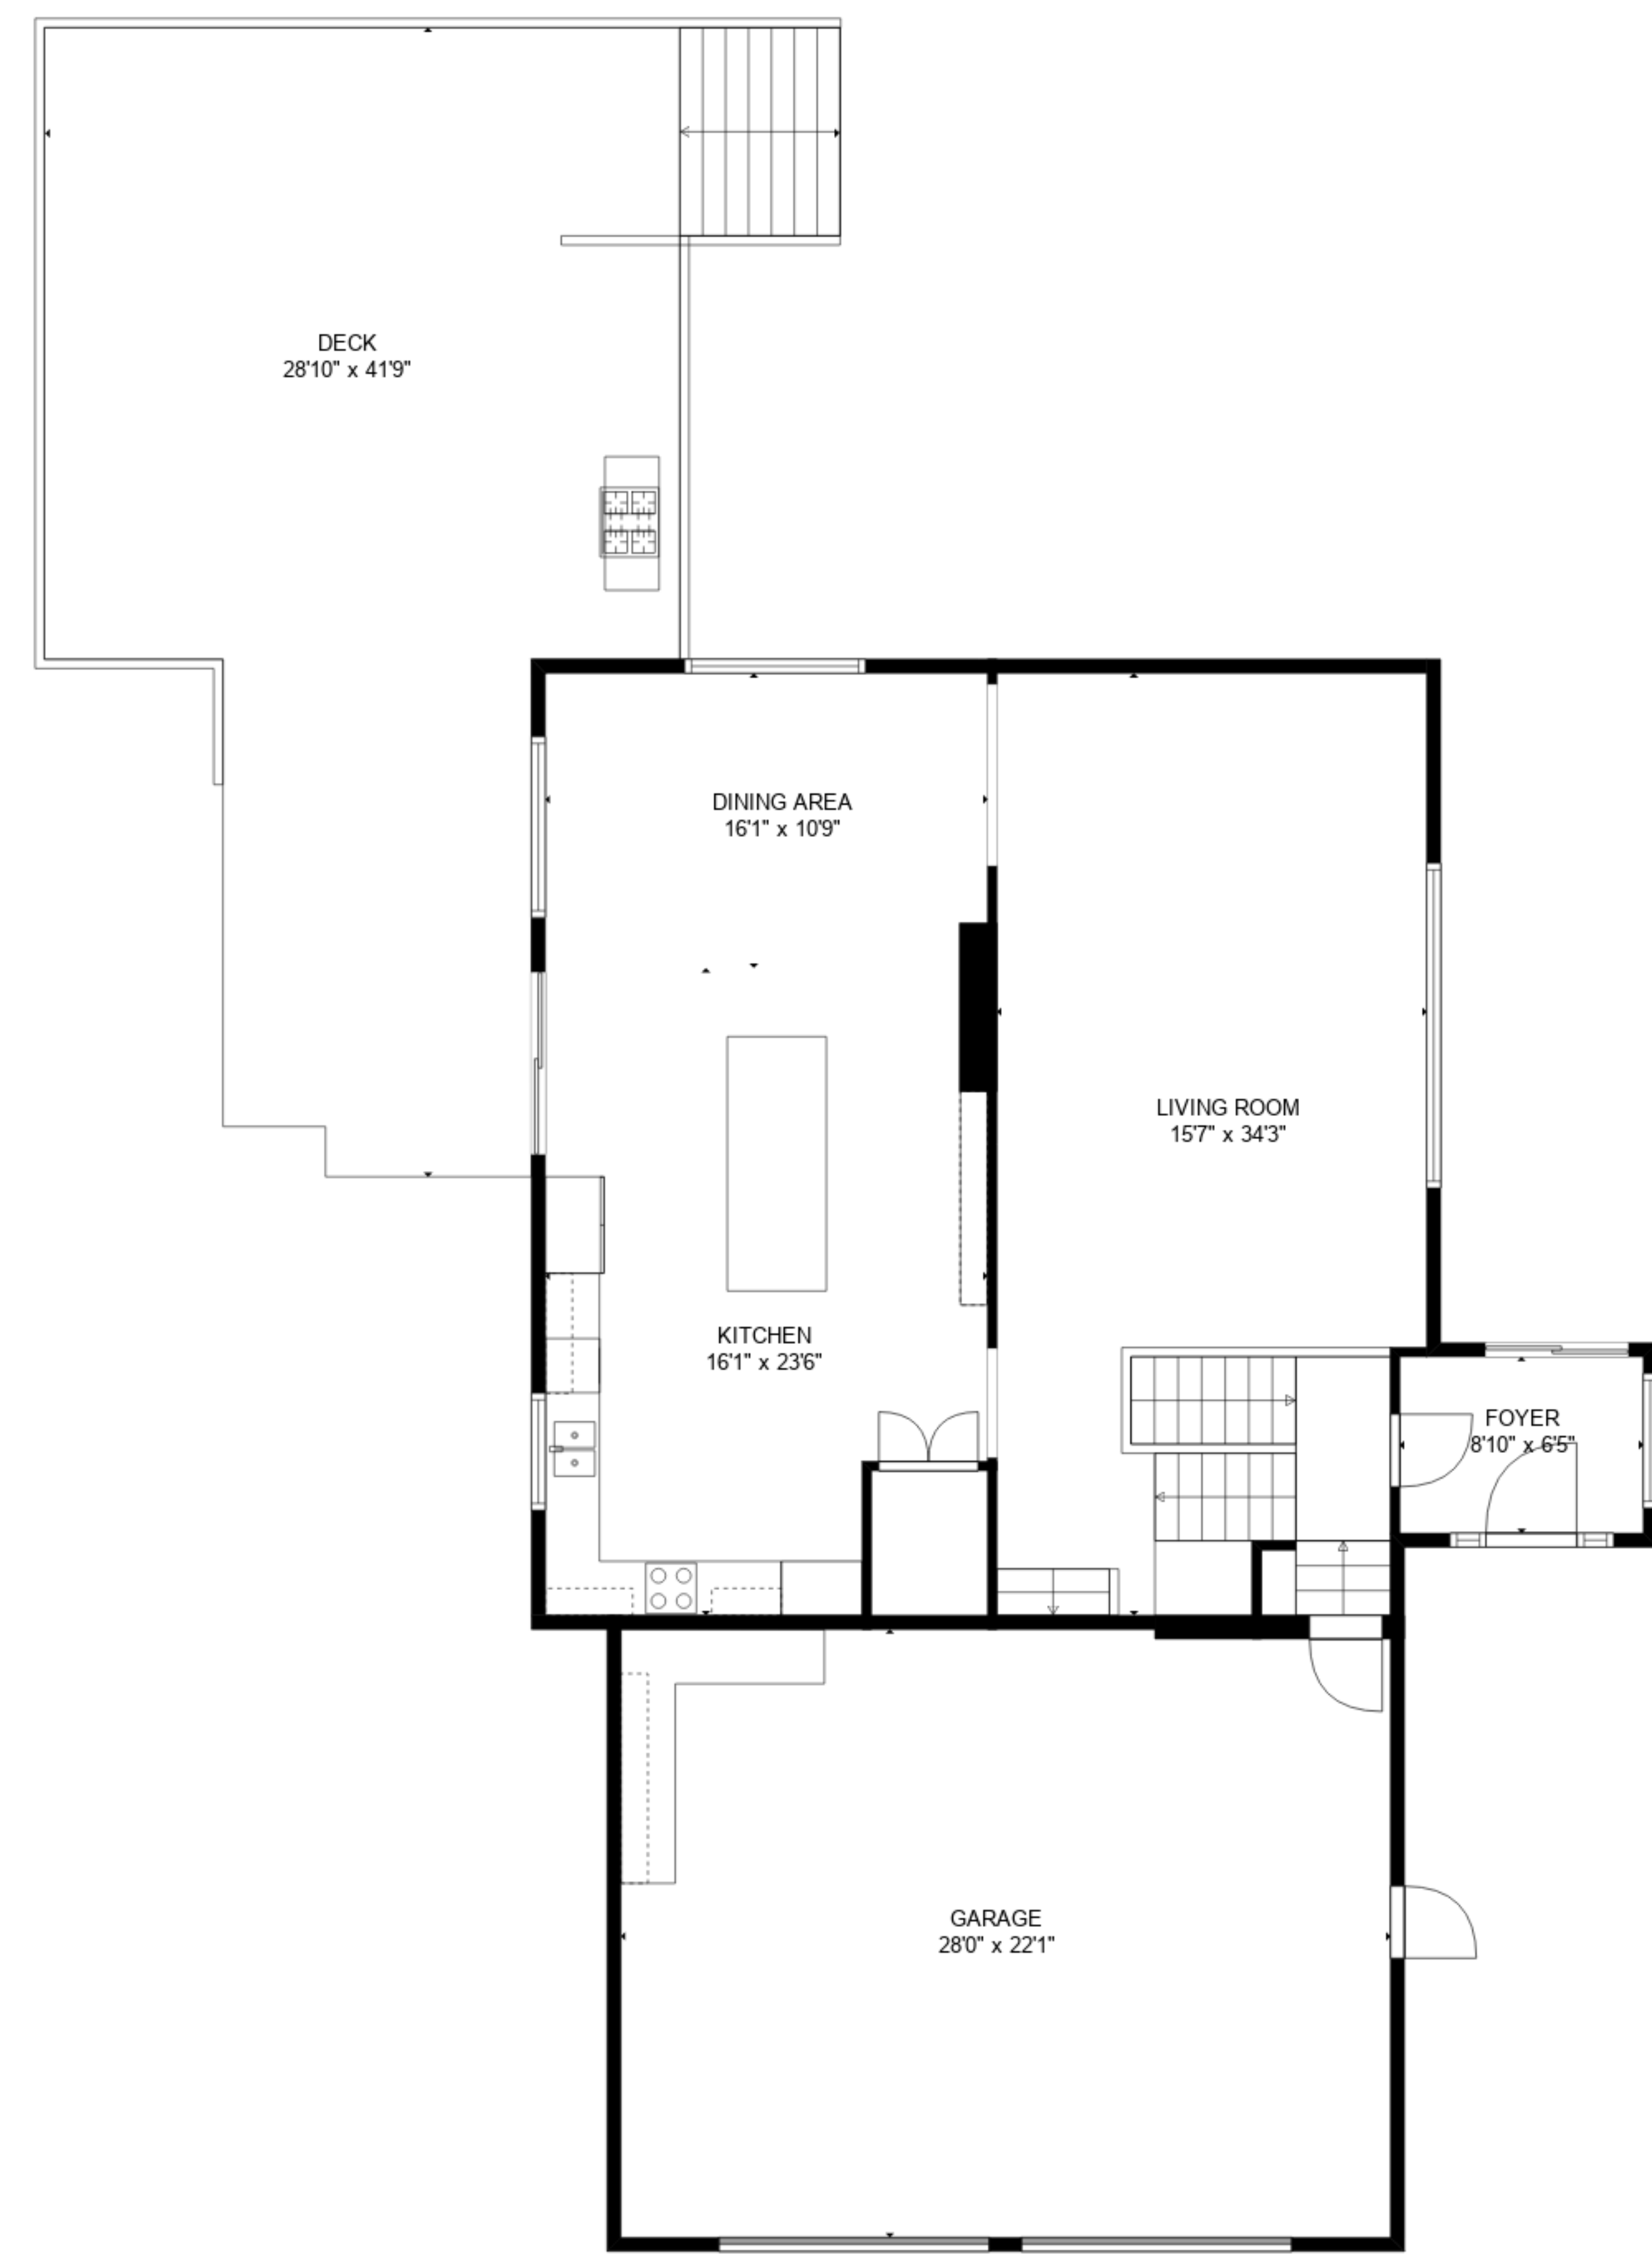 DECK
28'10" x 41'9"
DINING AREA
16'1" x 10'9"
LIVING ROOM
15'7" x 34'3"
KITCHEN
16'1" x 23'6"
FOYER
8'10" x 6'5"
GARAGE
28'0" x 22'1"